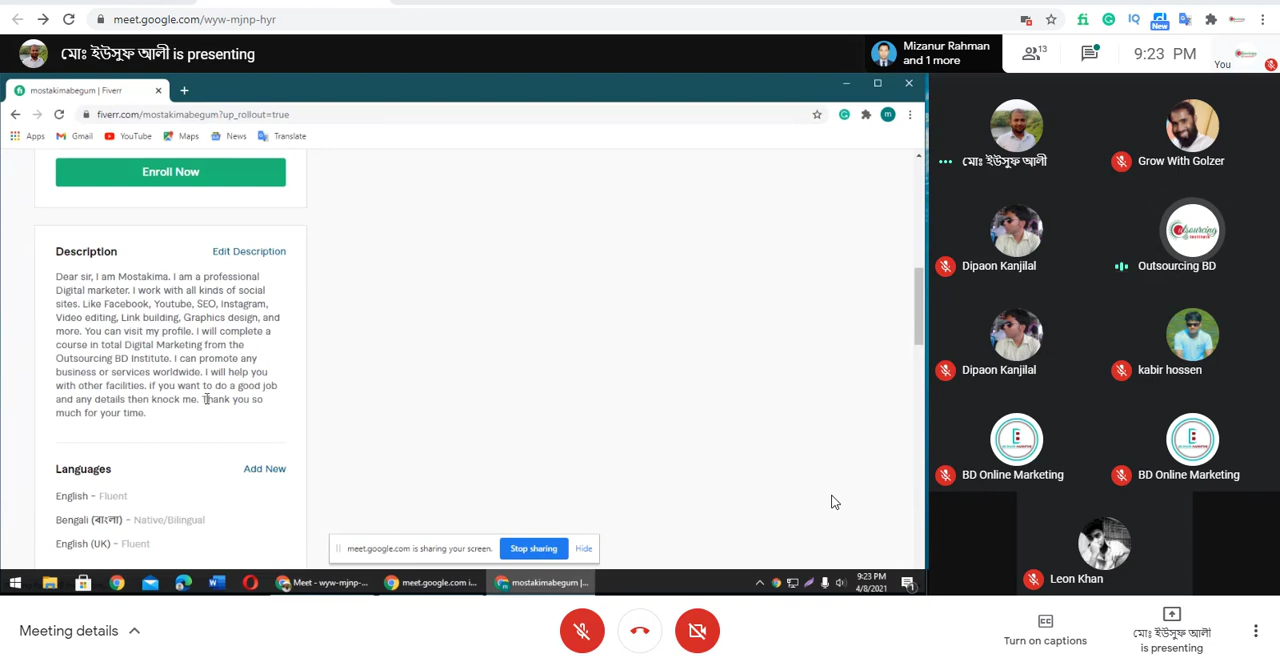 meet.google.com/wyw-mjnp-hyr
New
মোঃ ইউসুফ আলী is presenting
Mizanur Rahman
and 1 more
13
9:23 PM
You
mostakimabegum | Fiverr
fiverr.com/mostakimabegum?up_rollout=true
m
Apps
Gmail
YouTube
Maps
News
Translate
Enroll Now
Description
Edit Description
Dear sir, I am Mostakima. I am a professional
Digital marketer. I work with all kinds of social
sites. Like Facebook, Youtube, SEO, Instagram,
Video editing, Link building, Graphics design, and
more. You can visit my profile. I will complete a
course in total Digital Marketing from the
Outsourcing BD Institute. I can promote any
business or services worldwide. I will help you
with other facilities. if you want to do a good job
and any details then knock me. Thank you so
much for your time.
Languages
Add New
English - Fluent
Bengali (বাংলা) - Native/Bilingual
English (UK) - Fluent
meet.google.com is sharing your screen.
Stop sharing
Hide
Meet - wyw-mjnp-...
meet.google.com i...
mostakimabegum |...
9:23 PM
4/8/2021
মোঃ ইউসুফ আলী
Grow With Golzer
Dipaon Kanjilal
Outsourcing BD
Dipaon Kanjilal
kabir hossen
BD Online Marketing
BD Online Marketing
Leon Khan
Meeting details
Turn on captions
মোঃ ইউসুফ আলী
is presenting